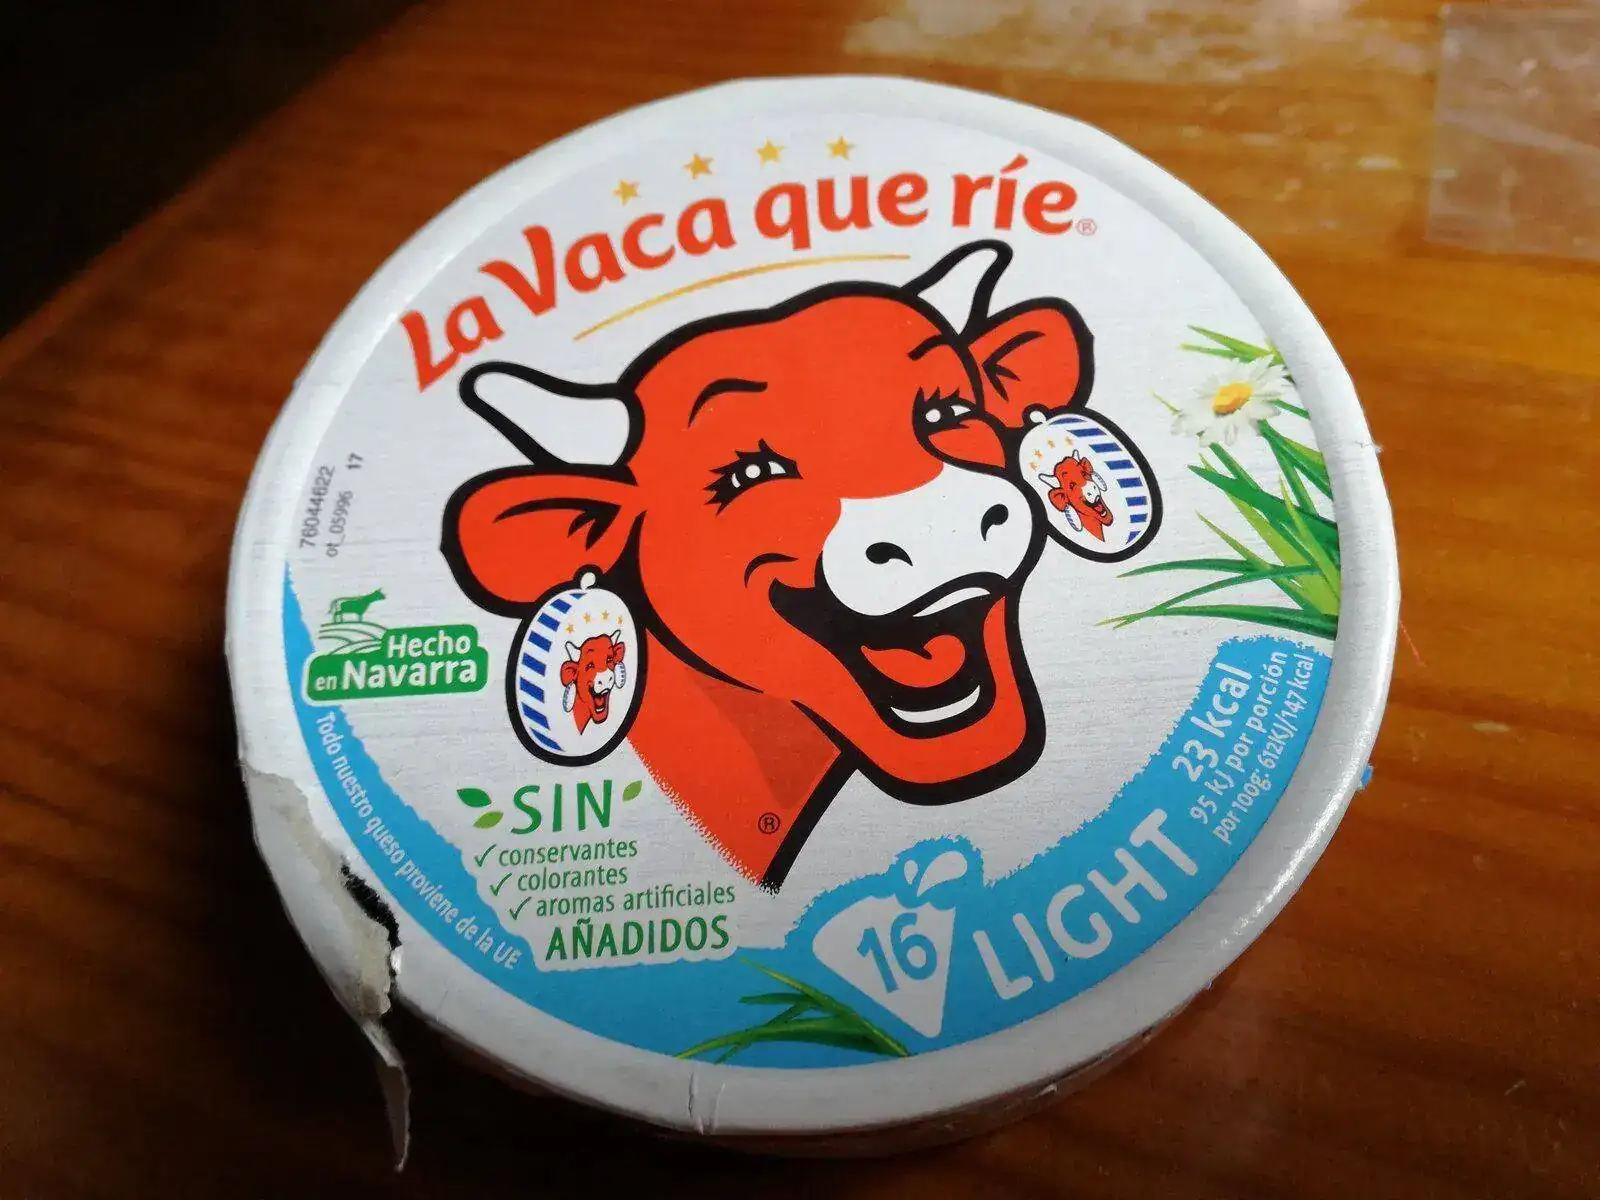 La Vaca que ríe®
76044622
ot_05996 17
Hecho
en Navarra
Todo nuestro queso proviene de la UE
SIN
✓ conservantes
✓ colorantes
✓ aromas artificiales
AÑADIDOS
®
16
LIGHT
23 kcal
95 kJ por porción
por 100g: 612KJ/147 kcal